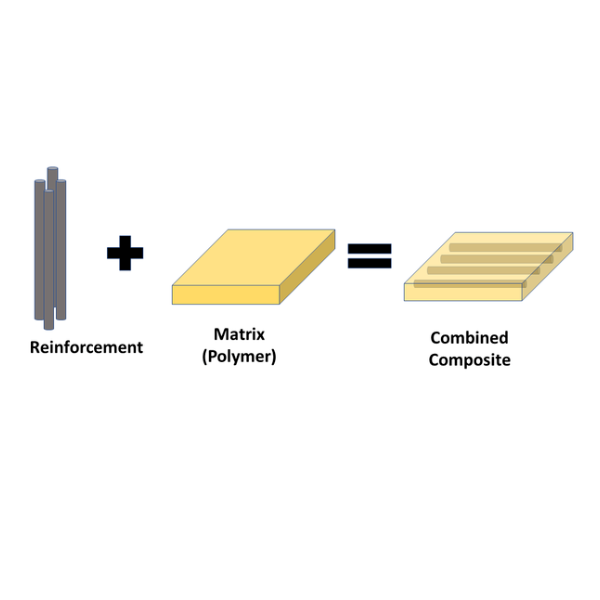 Reinforcement
Matrix
(Polymer)
Combined
Composite